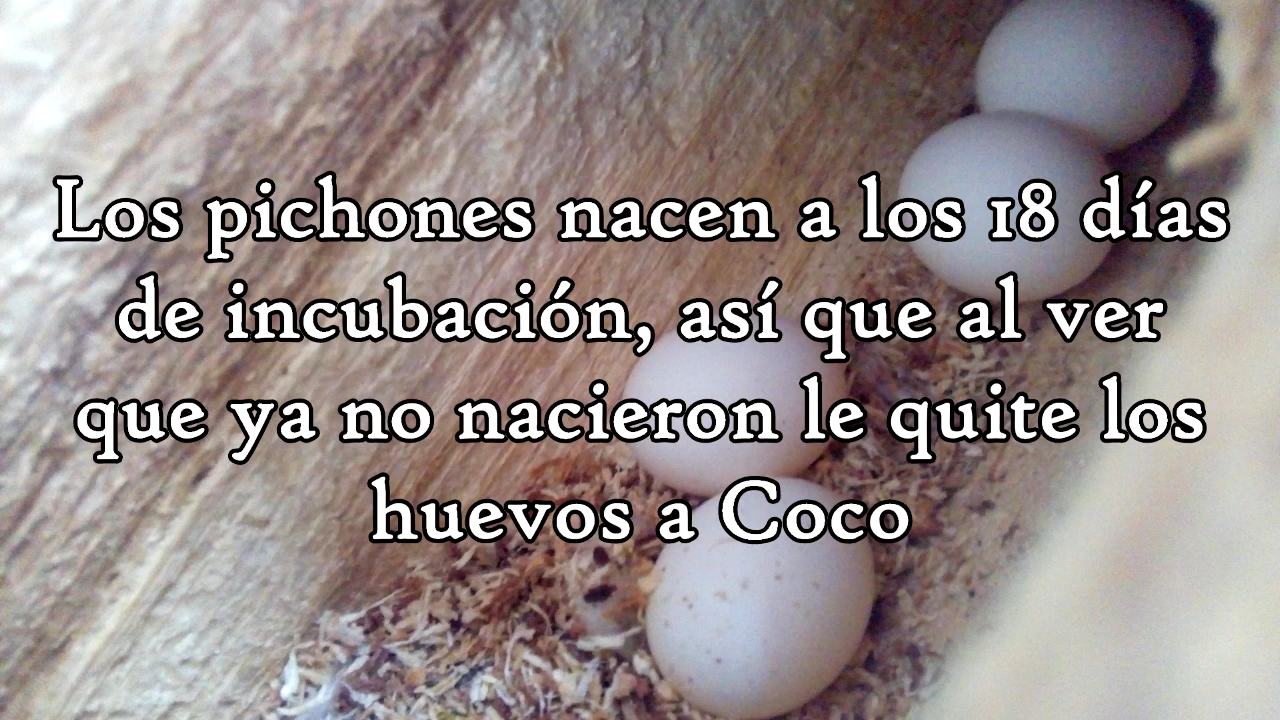 Los pichones nacen a los 18 días
de incubación, así que al ver
que ya no nacieron le quite los
huevos a Coco